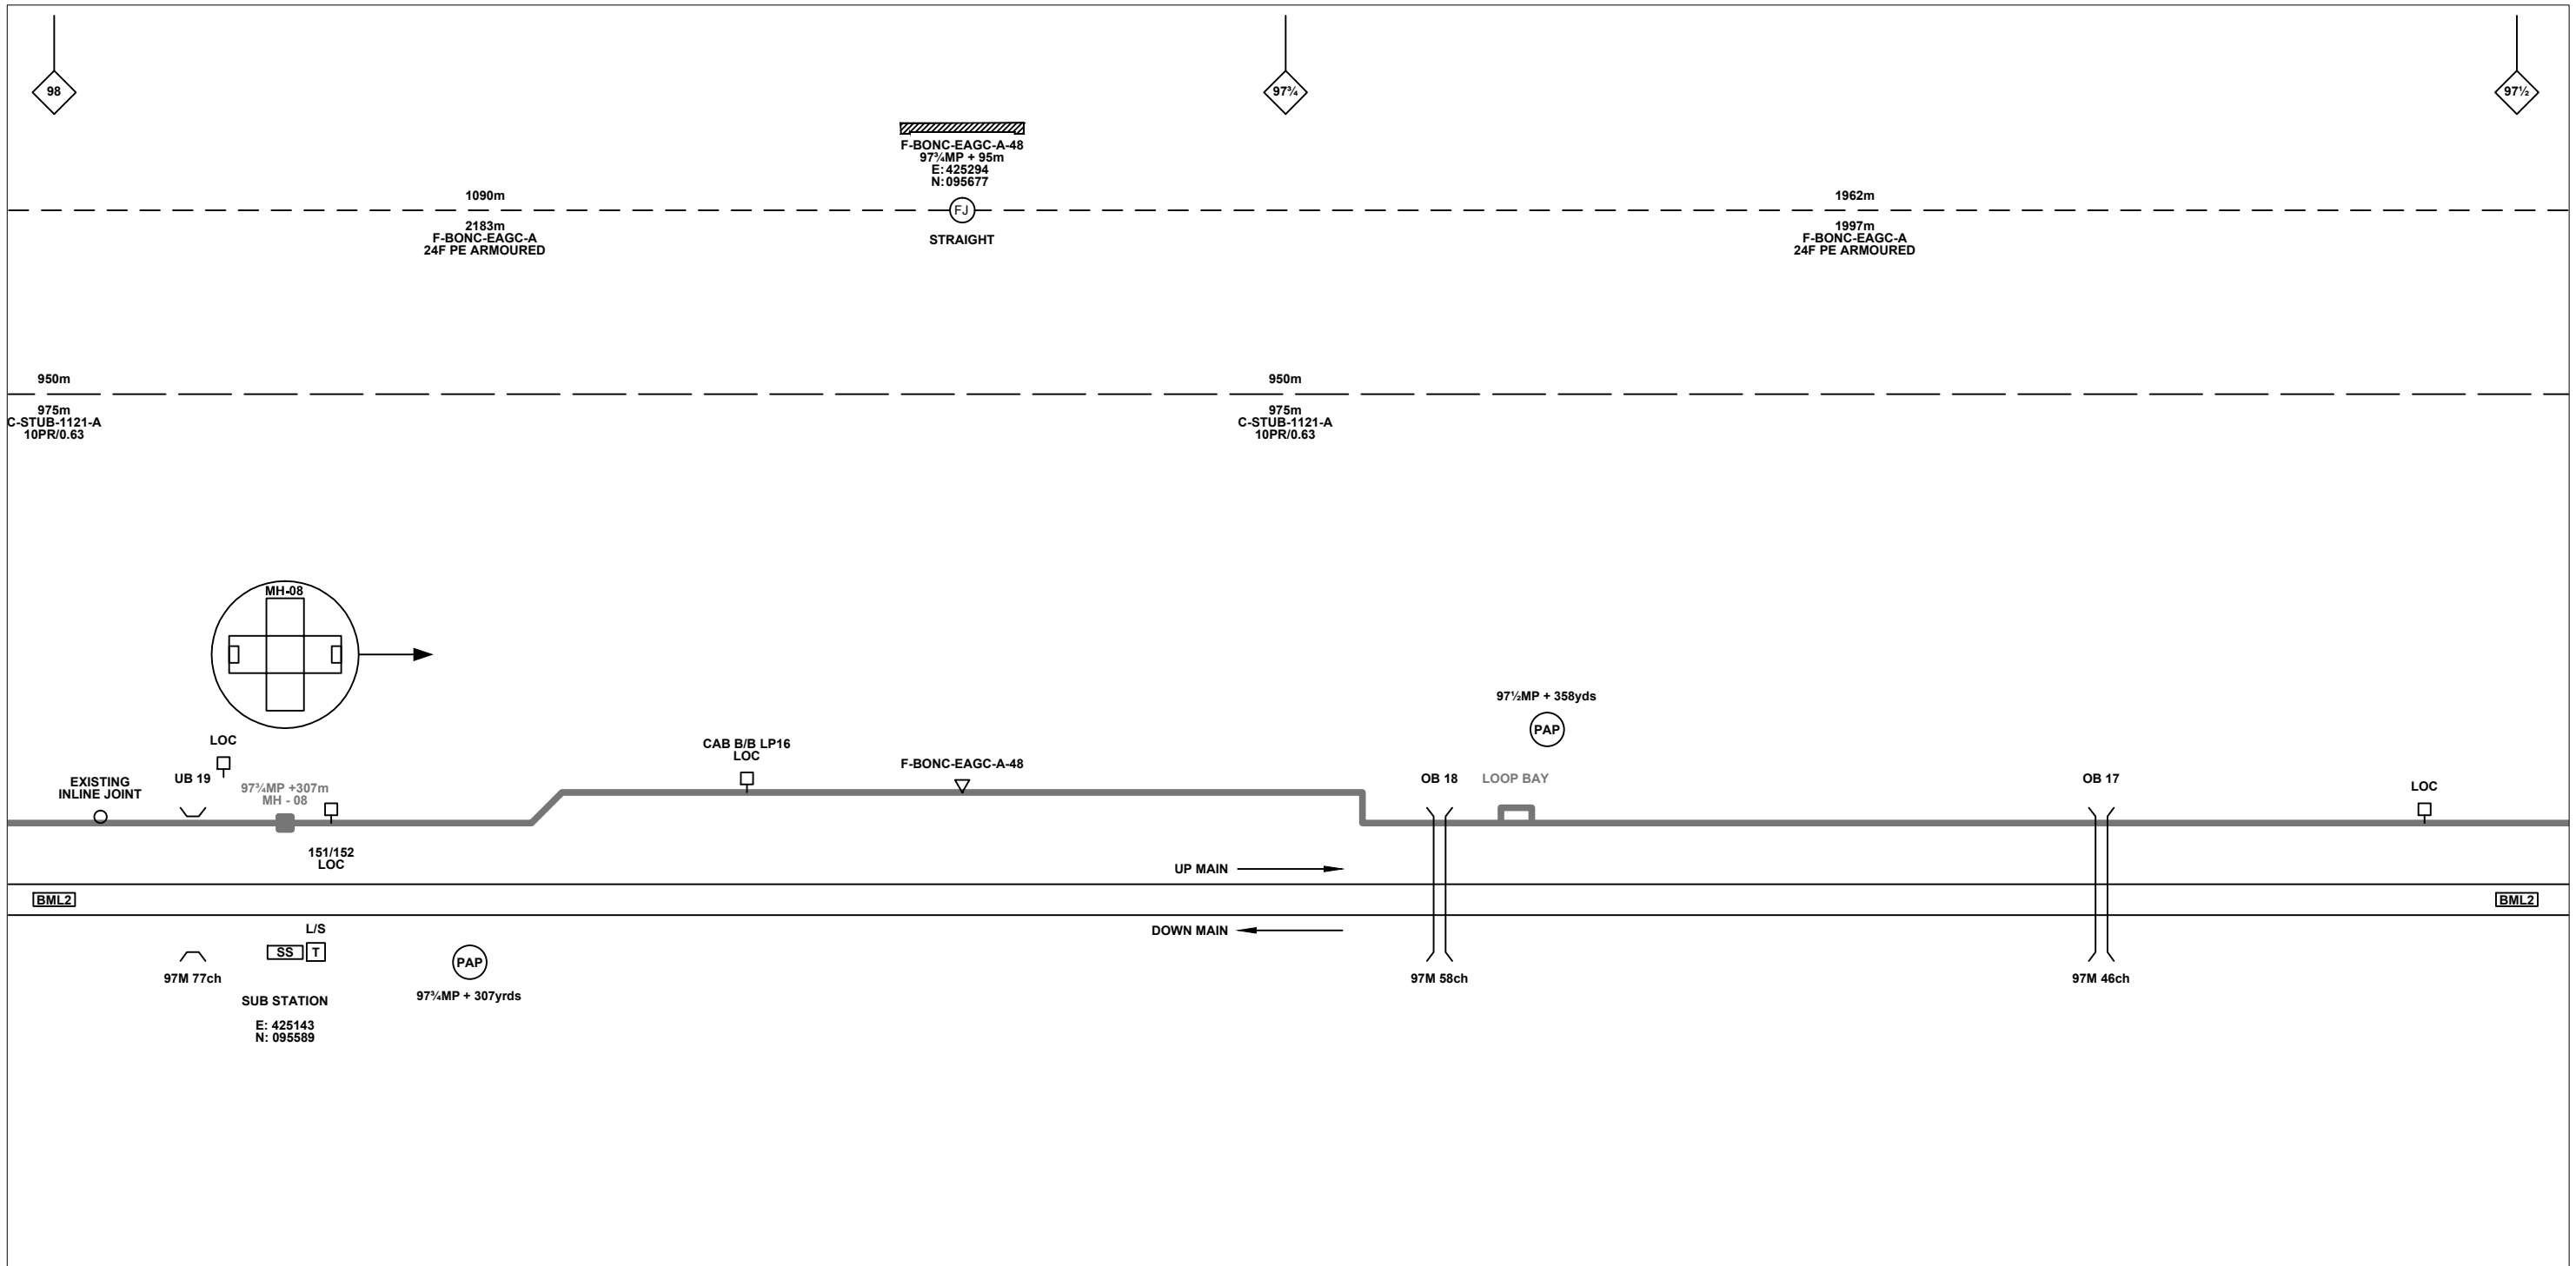 98
97¾
97½
F-BONC-EAGC-A-48
97¾MP + 95m
E: 425294
N: 095677
1090m
FJ
1962m
2183m
F-BONC-EAGC-A
24F PE ARMOURED
STRAIGHT
1997m
F-BONC-EAGC-A
24F PE ARMOURED
950m
950m
975m
C-STUB-1121-A
10PR/0.63
975m
C-STUB-1121-A
10PR/0.63
MH-08
97½MP + 358yds
PAP
LOC
CAB B/B LP16
LOC
F-BONC-EAGC-A-48
EXISTING
INLINE JOINT
UB 19
97¾MP +307m
MH - 08
OB 18
LOOP BAY
OB 17
LOC
151/152
LOC
UP MAIN
BML2
BML2
DOWN MAIN
L/S
SS
T
PAP
97M 77ch
97¾MP + 307yrds
97M 58ch
97M 46ch
SUB STATION
E: 425143
N: 095589